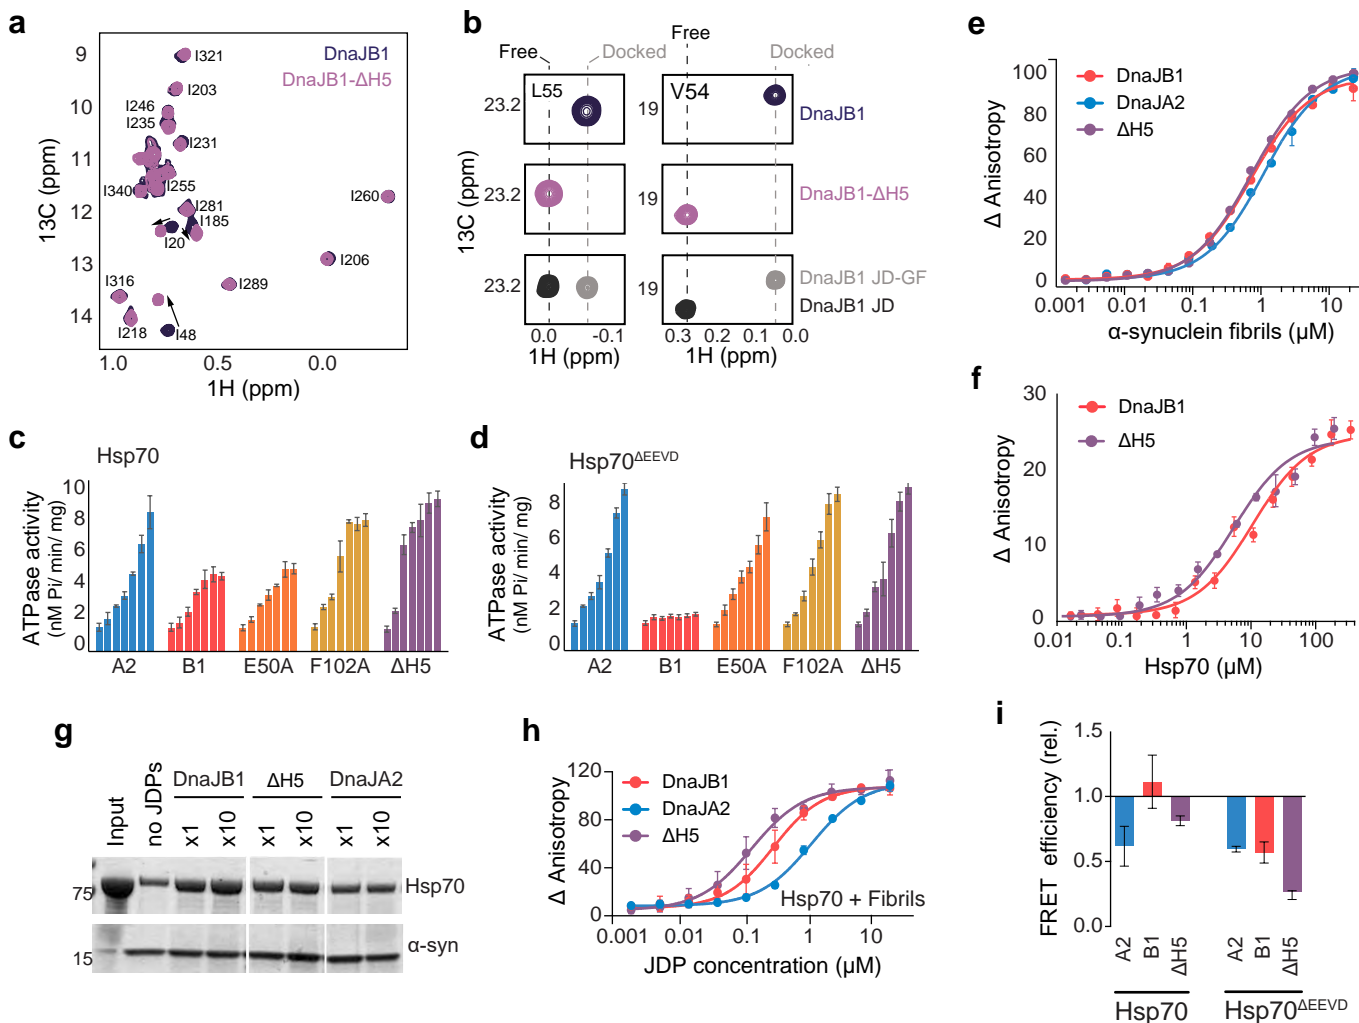 a
DnaJB1
DnaJB1-ΔH5
9
10
11
12
13
14
13C (ppm)
I321
I203
I246
I235
I231
I255
I340
I281
I185
I20
I260
I206
I289
I316
I218
I48
1.0 0.5 0.0
1H (ppm)
b
Free
Free Docked
Docked
L55
V54
23.2
19
DnaJB1
23.2
19
DnaJB1-ΔH5
23.2
19
DnaJB1 JD-GF
DnaJB1 JD
13C (ppm)
0.0 -0.1
0.3 0.2 0.1 0.0
1H (ppm)
1H (ppm)
e
DnaJB1
DnaJA2
ΔH5
100
80
60
40
20
0
Δ Anisotropy
0.001 0.01 0.1 1 10
α-synuclein fibrils (µM)
c
Hsp70
10
8
6
4
2
0
ATPase activity
(nM Pi/ min/ mg)
A2 B1 E50A F102A ΔH5
d
Hsp70ΔEEVD
8
6
4
2
0
ATPase activity
(nM Pi/ min/ mg)
A2 B1 E50A F102A ΔH5
f
DnaJB1
ΔH5
30
20
10
0
Δ Anisotropy
0.01 0.1 1 10 100
Hsp70 (µM)
g
Input
no JDPs
DnaJB1 ΔH5 DnaJA2
x1 x10 x1 x10 x1 x10
75
Hsp70
15
α-syn
h
DnaJB1
DnaJA2
ΔH5
120
80
40
0
Δ Anisotropy
Hsp70 + Fibrils
0.001 0.01 0.1 1 10
JDP concentration (µM)
i
1.5
1.0
0.5
0.0
FRET efficiency (rel.)
A2 B1 ΔH5 A2 B1 ΔH5
Hsp70 Hsp70ΔEEVD